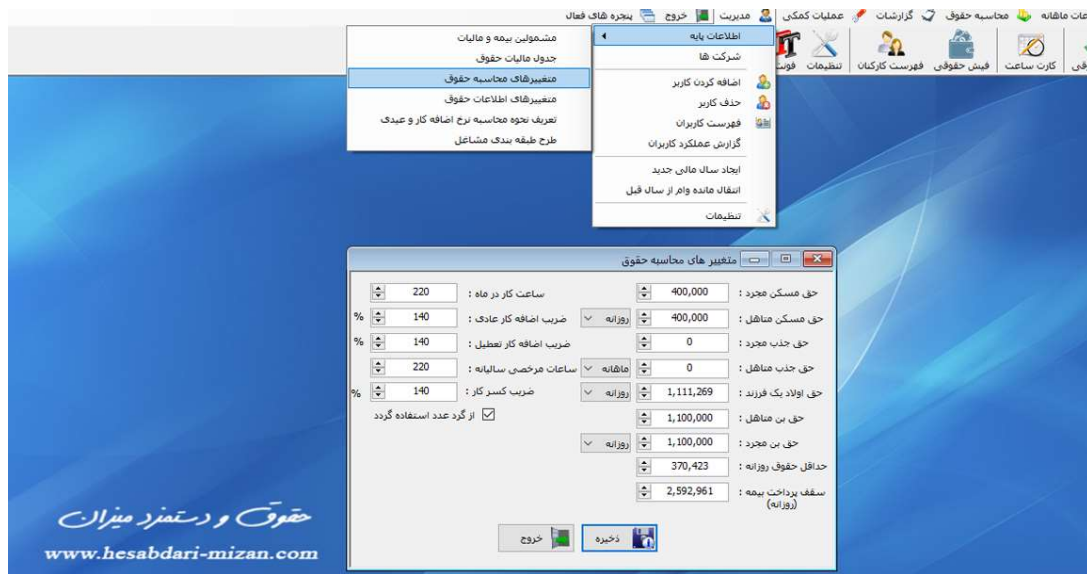 عات ماهانه محاسبه حقوق گزارشات عملیات کمکی مدیریت خروج پنجره های فعال
کارت ساعت فیش حقوقی فهرست کارکنان تنظیمات فونت
اطلاعات پایه
شرکت ها
اضافه کردن کاربر
حذف کاربر
فهرست کاربران
گزارش عملکرد کاربران
ایجاد سال مالی جدید
انتقال مانده وام از سال قبل
تنظیمات
مشمولین بیمه و مالیات
جدول مالیات حقوق
متغییرهای محاسبه حقوق
متغییرهای اطلاعات حقوق
تعریف نحوه محاسبه نرخ اضافه کار و عیدی
طرح طبقه بندی مشاغل
متغییر های محاسبه حقوق
حق مسکن مجرد : 400,000 ساعت کار در ماه : 220
حق مسکن متاهل : 400,000 روزانه ضریب اضافه کار عادی : 140 %
حق جذب مجرد : 0 ضریب اضافه کار تعطیل : 140 %
حق جذب متاهل : 0 ماهانه ساعات مرخصی سالیانه : 220
حق اولاد یک فرزند : 1,111,269 روزانه ضریب کسر کار : 140 %
حق بن متاهل : 1,100,000 از گرد عدد استفاده گردد
حق بن مجرد : 1,100,000 روزانه
حداقل حقوق روزانه : 370,423
سقف پرداخت بیمه : 2,592,961
(روزانه)
ذخیره خروج
حقوق و دستمزد میزان
www.hesabdari-mizan.com